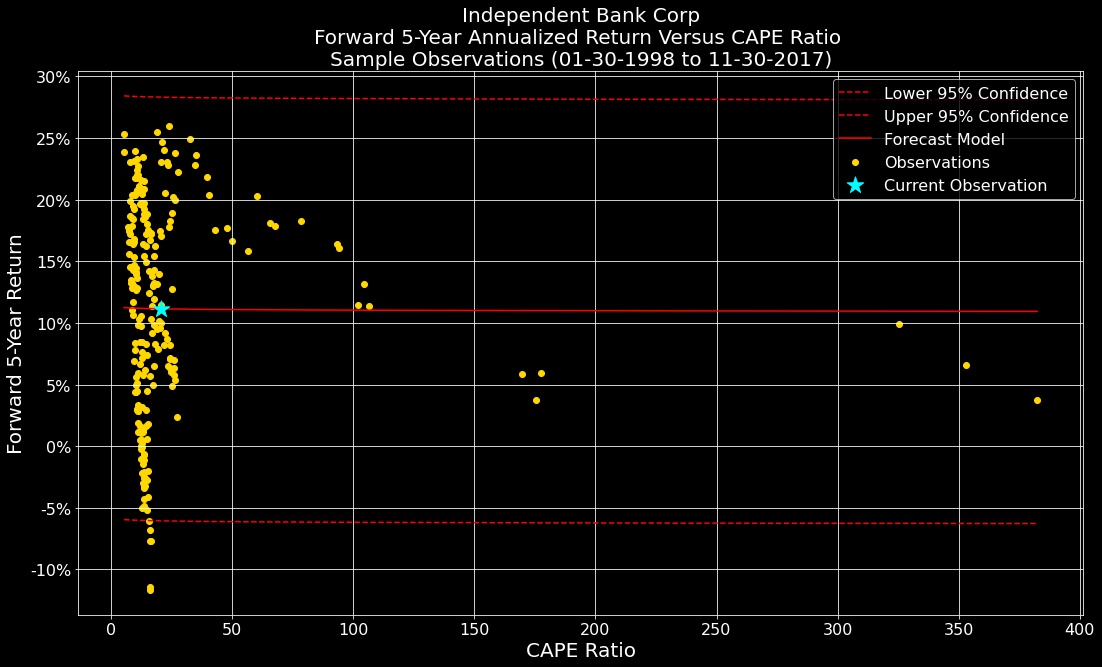 Independent Bank Corp
Forward 5-Year Annualized Return Versus CAPE Ratio
Sample Observations (01-30-1998 to 11-30-2017)
30%
25%
20%
15%
10%
5%
0%
-5%
-10%
Forward 5-Year Return
Lower 95% Confidence
Upper 95% Confidence
Forecast Model
Observations
Current Observation
0 50 100 150 200 250 300 350 400
CAPE Ratio